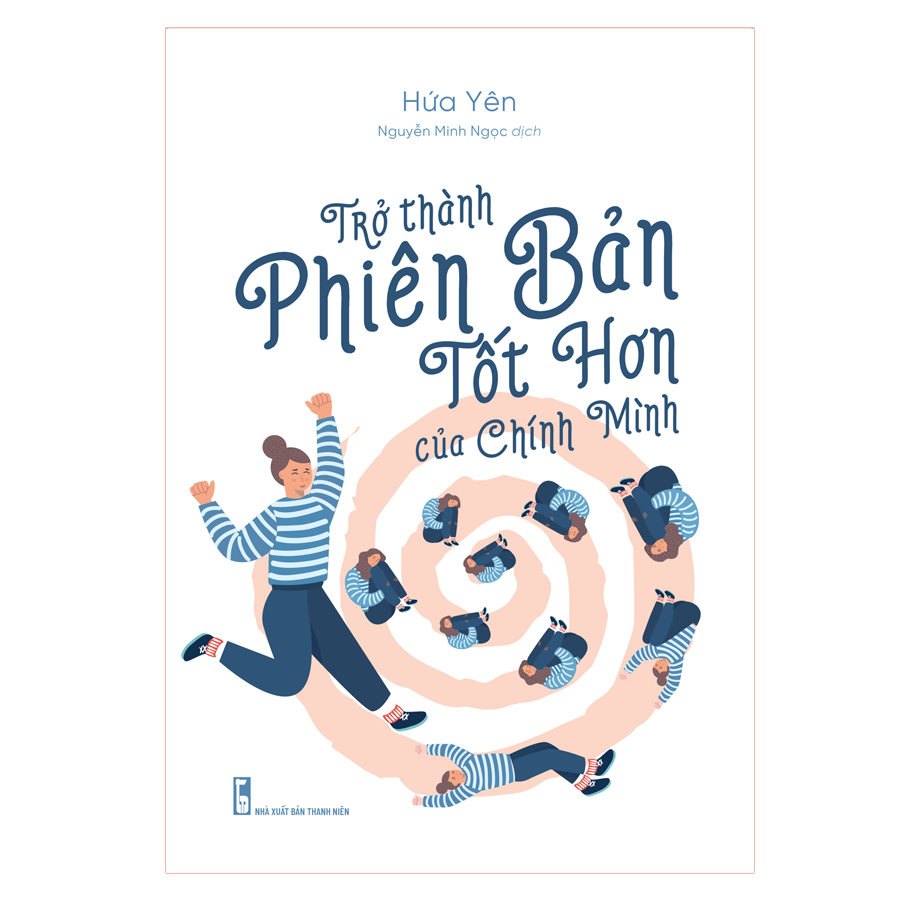 Hứa Yên
Nguyễn Minh Ngọc dịch
Trở thành
Phiên Bản
Tốt Hơn
của Chính Mình
NHÀ XUẤT BẢN THANH NIÊN